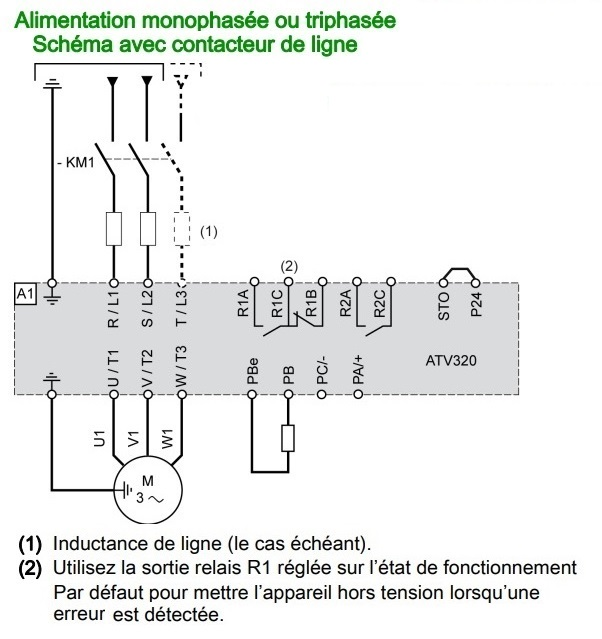 Alimentation monophasée ou triphasée
Schéma avec contacteur de ligne
- KM1
(1)
(2)
A1
R / L1
S / L2
T / L3
R1A
R1C
R1B
R2A
R2C
STO
P24
U / T1
V / T2
W / T3
PBe
PB
PC/-
PA/+
ATV320
U1
V1
W1
M
3 ~
(1) Inductance de ligne (le cas échéant).
(2) Utilisez la sortie relais R1 réglée sur l'état de fonctionnement
Par défaut pour mettre l'appareil hors tension lorsqu'une
erreur est détectée.